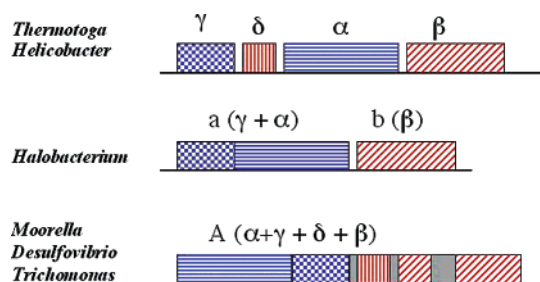 γ δ α β
Thermotoga
Helicobacter
a (γ + α) b (β)
Halobacterium
Moorella
A (α+γ + δ + β)
Desulfovibrio
Trichomonas